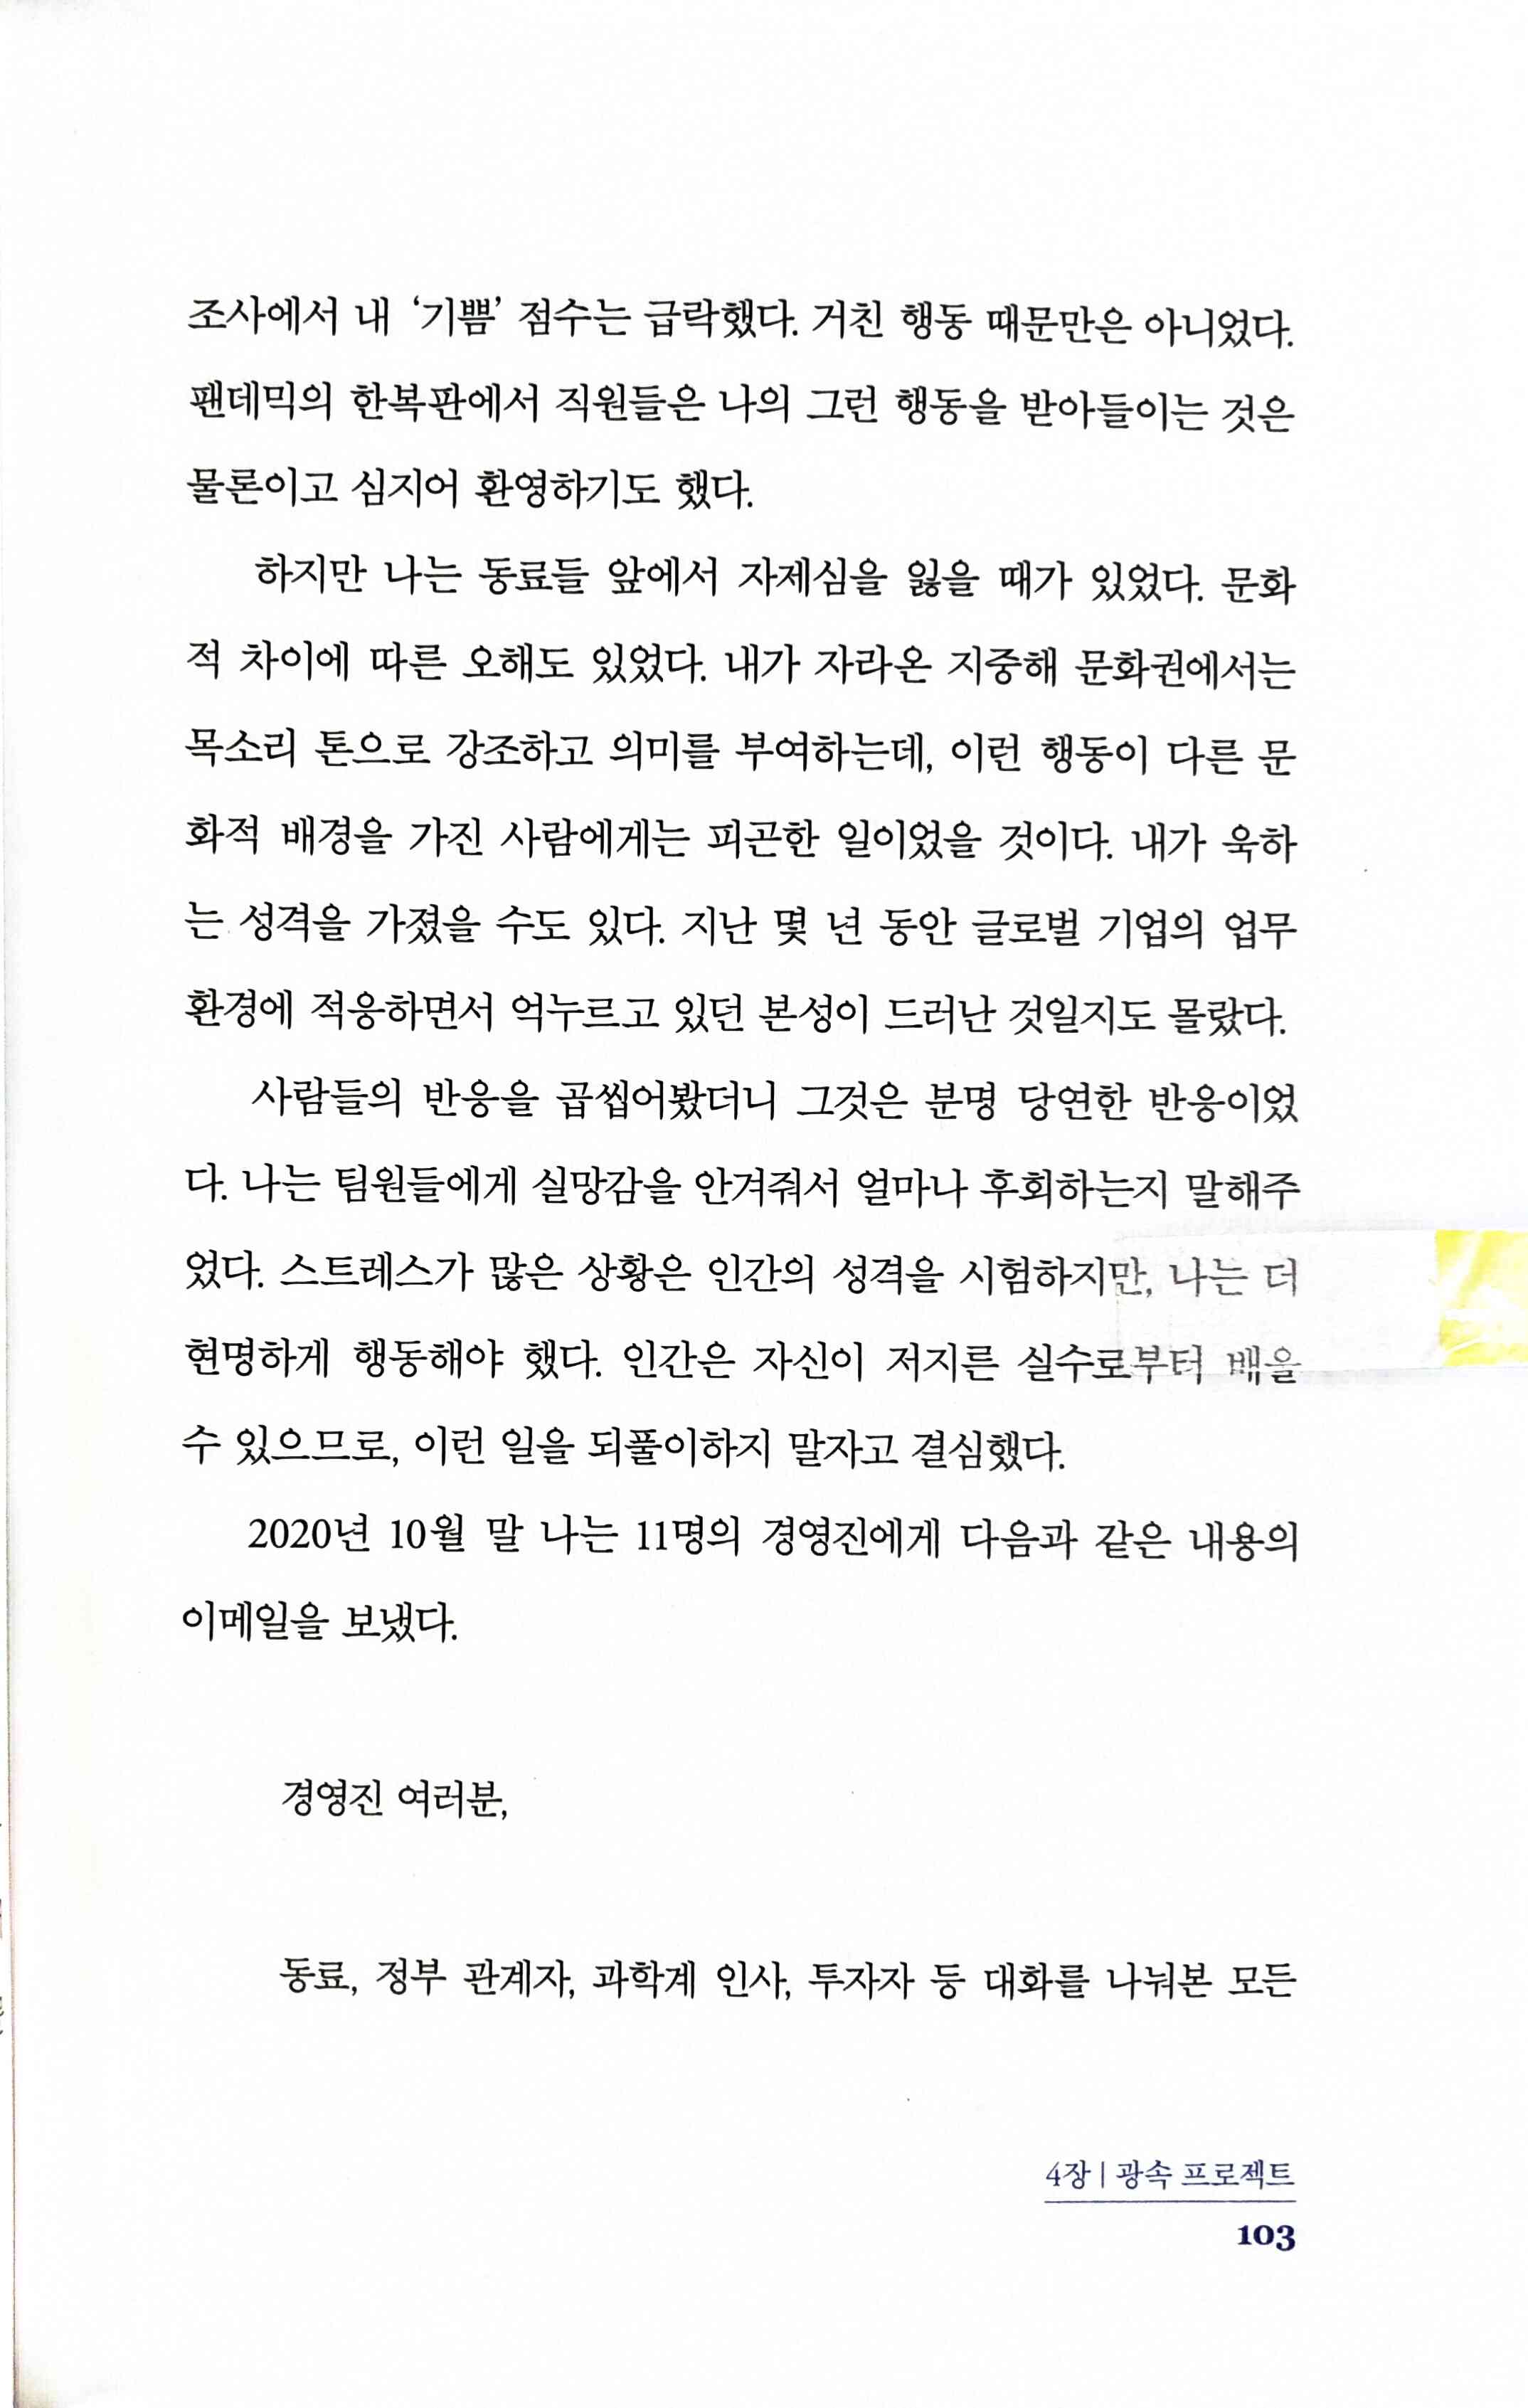 조사에서 내 ‘기쁨’ 점수는 급락했다. 거친 행동 때문만은 아니었다.
팬데믹의 한복판에서 직원들은 나의 그런 행동을 받아들이는 것은
물론이고 심지어 환영하기도 했다.
하지만 나는 동료들 앞에서 자제심을 잃을 때가 있었다. 문화
적 차이에 따른 오해도 있었다. 내가 자라온 지중해 문화권에서는
목소리 톤으로 강조하고 의미를 부여하는데, 이런 행동이 다른 문
화적 배경을 가진 사람에게는 피곤한 일이었을 것이다. 내가 욱하
는 성격을 가졌을 수도 있다. 지난 몇 년 동안 글로벌 기업의 업무
환경에 적응하면서 억누르고 있던 본성이 드러난 것일지도 몰랐다.
사람들의 반응을 곱씹어봤더니 그것은 분명 당연한 반응이었
다. 나는 팀원들에게 실망감을 안겨줘서 얼마나 후회하는지 말해주
었다. 스트레스가 많은 상황은 인간의 성격을 시험하지만, 나는 더
현명하게 행동해야 했다. 인간은 자신이 저지른 실수로부터 배울
수 있으므로, 이런 일을 되풀이하지 말자고 결심했다.
2020년 10월 말 나는 11명의 경영진에게 다음과 같은 내용의
이메일을 보냈다.
경영진 여러분,
동료, 정부 관계자, 과학계 인사, 투자자 등 대화를 나눠본 모든
4장 | 광속 프로젝트
103